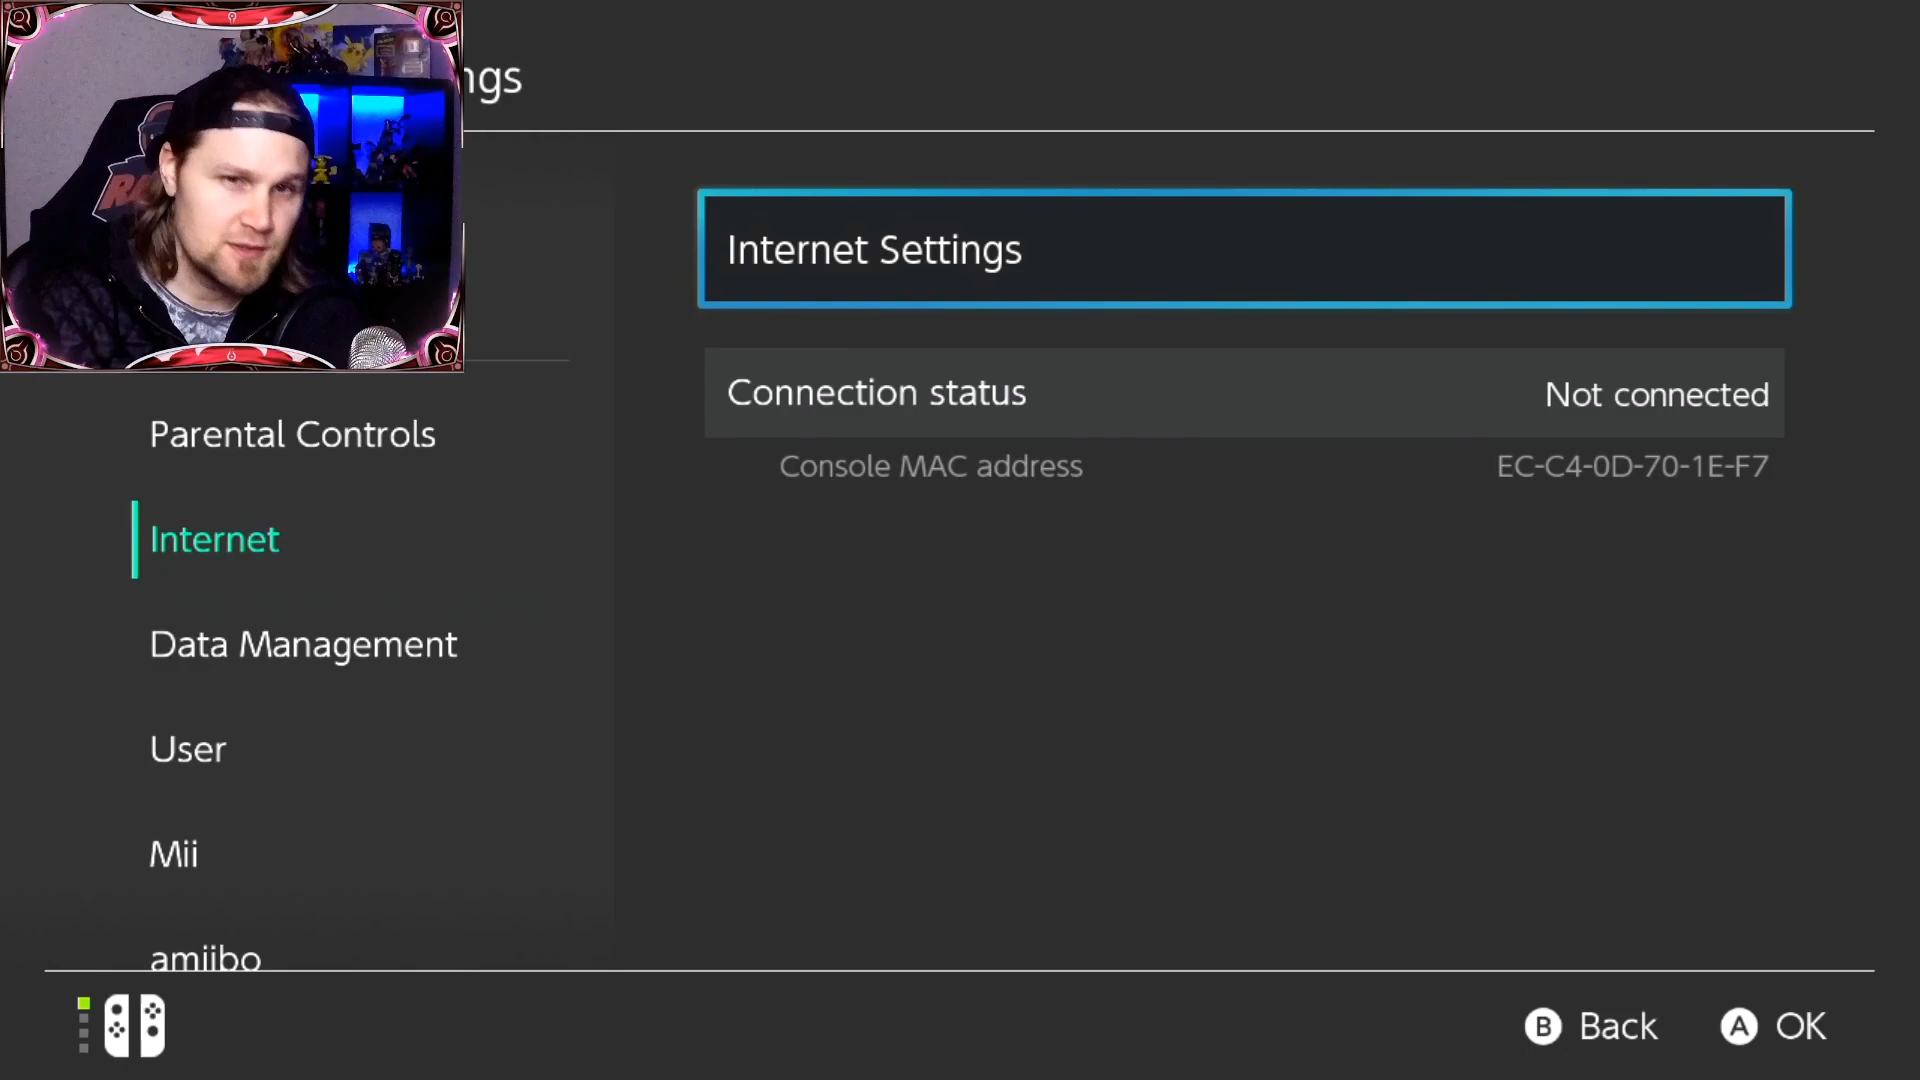 ngs
Internet Settings
Connection status Not connected
Console MAC address EC-C4-0D-70-1E-F7
Parental Controls
Internet
Data Management
User
Mii
amiibo
B Back A OK